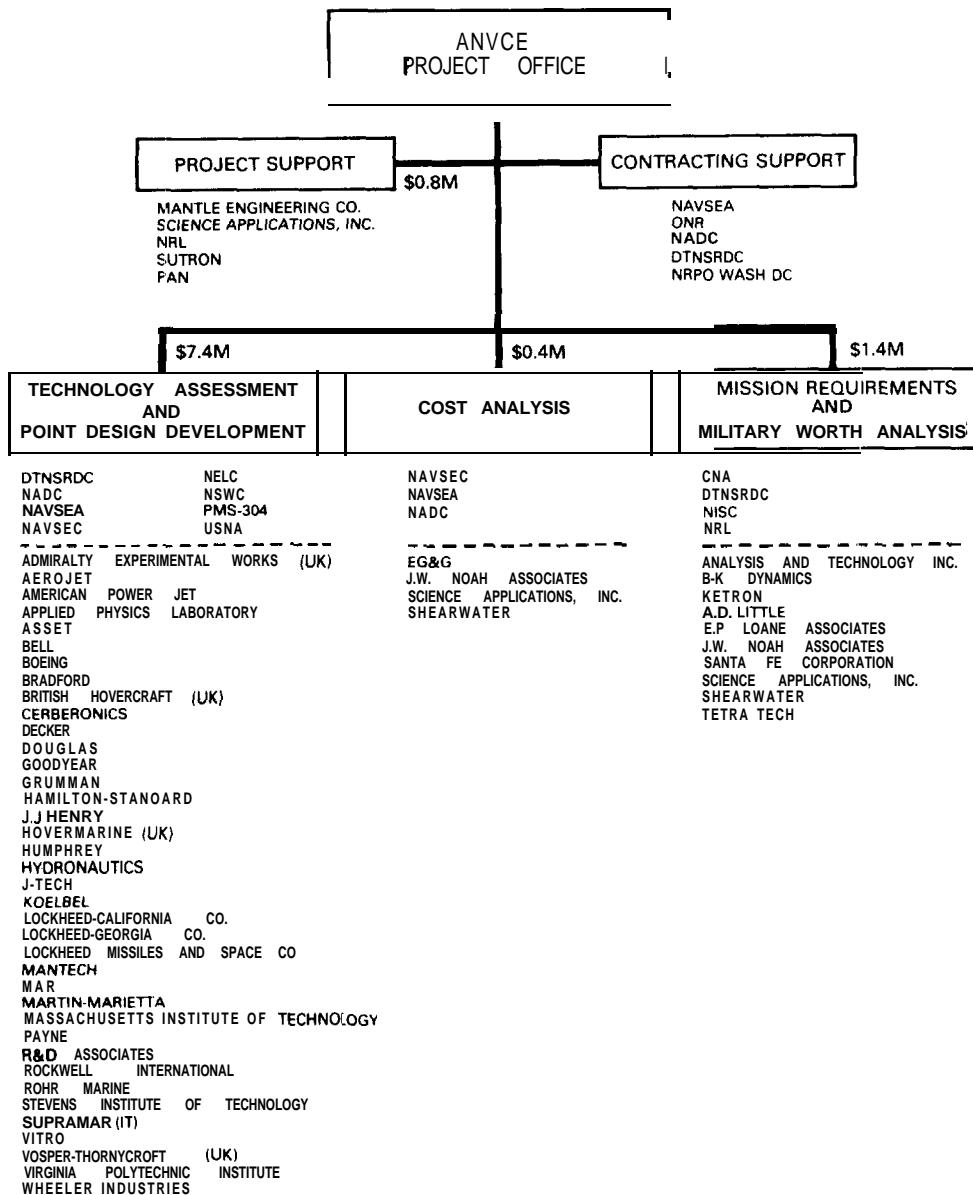 ANVCE
PROJECT OFFICE
PROJECT SUPPORT
$0.8M
CONTRACTING SUPPORT
MANTLE ENGINEERING CO.
SCIENCE APPLICATIONS, INC.
NRL
SUTRON
PAN
NAVSEA
ONR
NADC
DTNSRDC
NRPO WASH DC
$7.4M
$0.4M
$1.4M
TECHNOLOGY ASSESSMENT
AND
POINT DESIGN DEVELOPMENT
COST ANALYSIS
MISSION REQUIREMENTS
AND
MILITARY WORTH ANALYSIS
DTNSRDC
NADC
NAVSEA
NAVSEC
NELC
NSWC
PMS-304
USNA
ADMIRALTY EXPERIMENTAL WORKS (UK)
AEROJET
AMERICAN POWER JET
APPLIED PHYSICS LABORATORY
ASSET
BELL
BOEING
BRADFORD
BRITISH HOVERCRAFT (UK)
CERBERONICS
DECKER
DOUGLAS
GOODYEAR
GRUMMAN
HAMILTON-STANOARD
J.J HENRY
HOVERMARINE (UK)
HUMPHREY
HYDRONAUTICS
J-TECH
KOELBEL
LOCKHEED-CALIFORNIA CO.
LOCKHEED-GEORGIA CO.
LOCKHEED MISSILES AND SPACE CO
MANTECH
MAR
MARTIN-MARIETTA
MASSACHUSETTS INSTITUTE OF TECHNOLOGY
PAYNE
R&D ASSOCIATES
ROCKWELL INTERNATIONAL
ROHR MARINE
STEVENS INSTITUTE OF TECHNOLOGY
SUPRAMAR (IT)
VITRO
VOSPER-THORNYCROFT (UK)
VIRGINIA POLYTECHNIC INSTITUTE
WHEELER INDUSTRIES
NAVSEC
NAVSEA
NADC
EG&G
J.W. NOAH ASSOCIATES
SCIENCE APPLICATIONS, INC.
SHEARWATER
CNA
DTNSRDC
NISC
NRL
ANALYSIS AND TECHNOLOGY INC.
B-K DYNAMICS
KETRON
A.D. LITTLE
E.P LOANE ASSOCIATES
J.W. NOAH ASSOCIATES
SANTA FE CORPORATION
SCIENCE APPLICATIONS, INC.
SHEARWATER
TETRA TECH